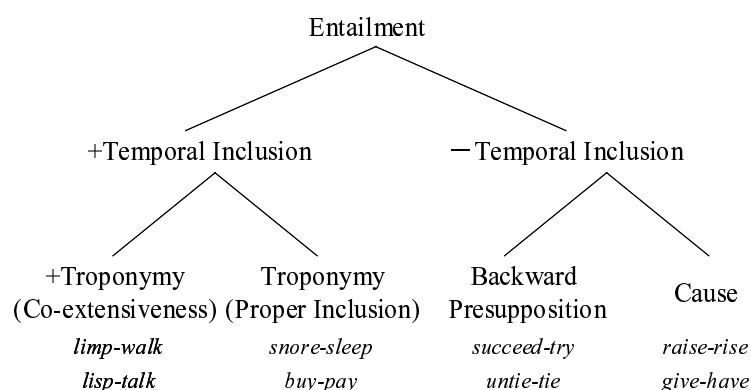 Entailment
+Temporal Inclusion
—Temporal Inclusion
+Troponymy
(Co-extensiveness)
Troponymy
(Proper Inclusion)
Backward
Presupposition
Cause
limp-walk
snore-sleep
succeed-try
raise-rise
lisp-talk
buy-pay
untie-tie
give-have